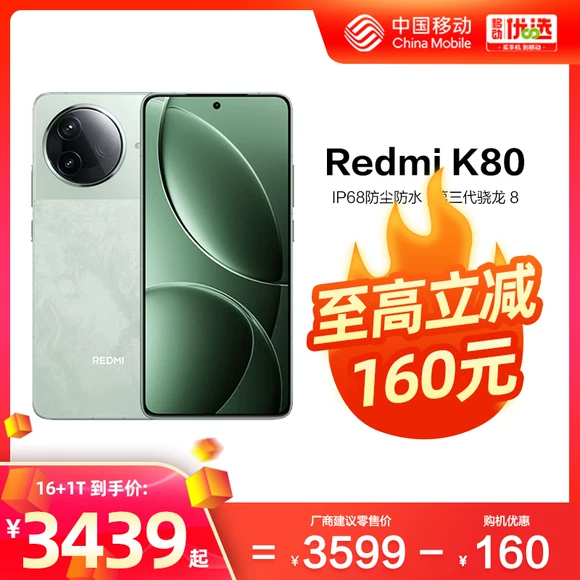 中国移动
China Mobile
移动优选
买手机 到移动
Redmi K80
IP68防尘防水 第三代骁龙 8
至高立减
160元
REDMI
16+1T 到手价:
¥3439起
=
厂商建议零售价
¥3599
-
购机优惠
¥160